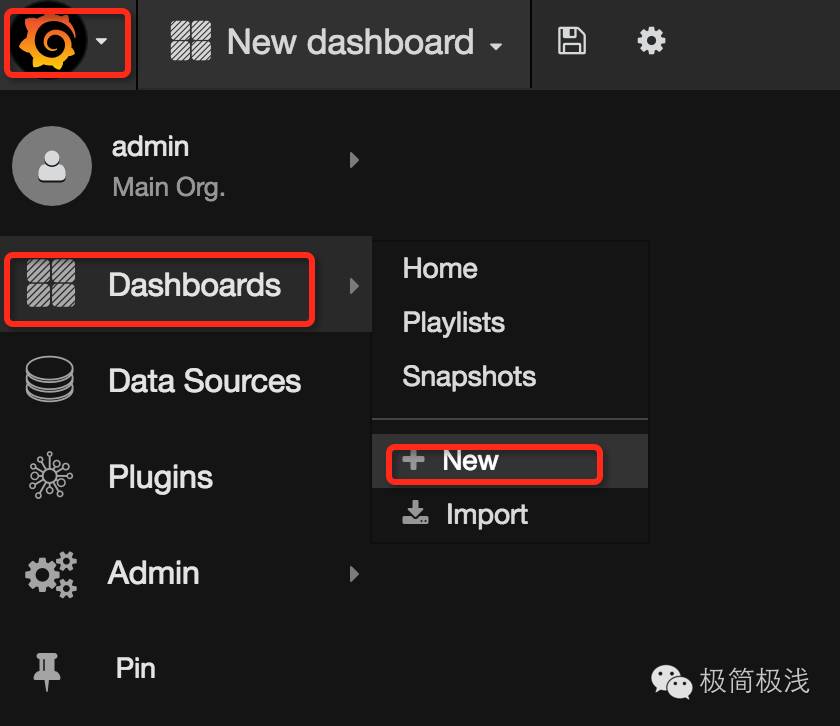 New dashboard
admin
Main Org.
Dashboards
Home
Playlists
Snapshots
Data Sources
New
Plugins
Import
Admin
Pin
极简极浅